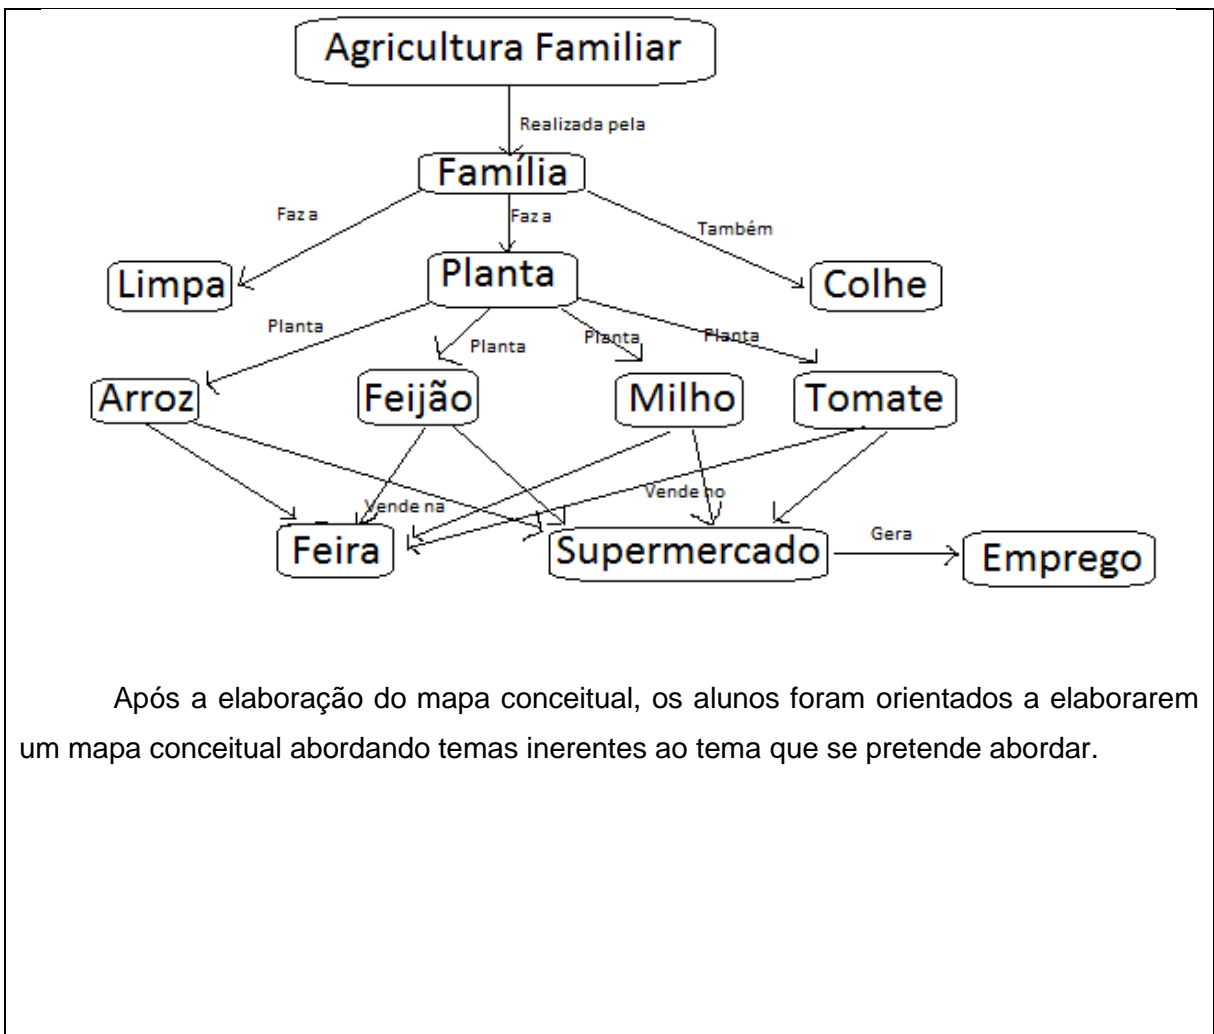 Agricultura Familiar
Realizada pela
Família
Faz a
Faz a
Também
Limpa
Planta
Colhe
Planta
Planta
Planta
Planta
Arroz
Feijão
Milho
Tomate
Vende na
Vende no
Feira
Supermercado
Gera
Emprego
Após a elaboração do mapa conceitual, os alunos foram orientados a elaborarem
um mapa conceitual abordando temas inerentes ao tema que se pretende abordar.